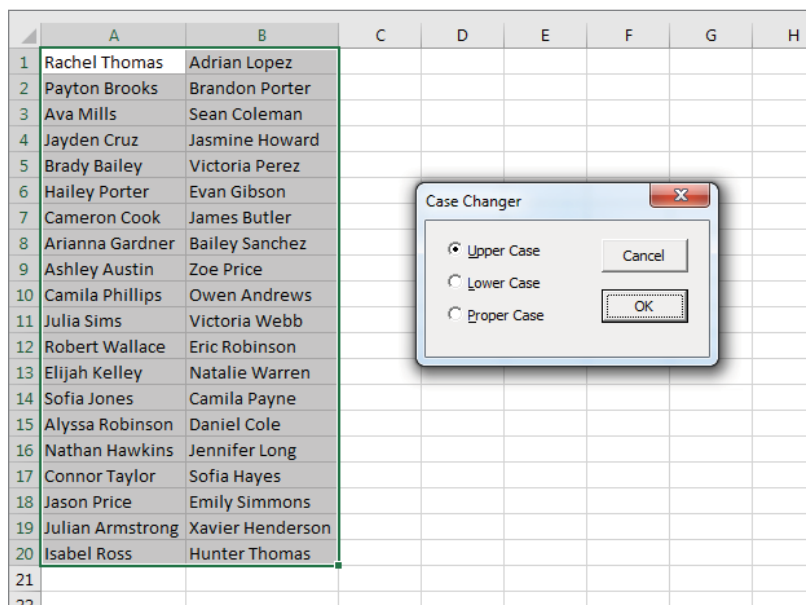 A B C D E F G H
1 Rachel Thomas Adrian Lopez
2 Payton Brooks Brandon Porter
3 Ava Mills Sean Coleman
4 Jayden Cruz Jasmine Howard
5 Brady Bailey Victoria Perez
6 Hailey Porter Evan Gibson
7 Cameron Cook James Butler
8 Arianna Gardner Bailey Sanchez
9 Ashley Austin Zoe Price
10 Camila Phillips Owen Andrews
11 Julia Sims Victoria Webb
12 Robert Wallace Eric Robinson
13 Elijah Kelley Natalie Warren
14 Sofia Jones Camila Payne
15 Alyssa Robinson Daniel Cole
16 Nathan Hawkins Jennifer Long
17 Connor Taylor Sofia Hayes
18 Jason Price Emily Simmons
19 Julian Armstrong Xavier Henderson
20 Isabel Ross Hunter Thomas
21
22
Case Changer
Upper Case
Lower Case
Proper Case
Cancel
OK